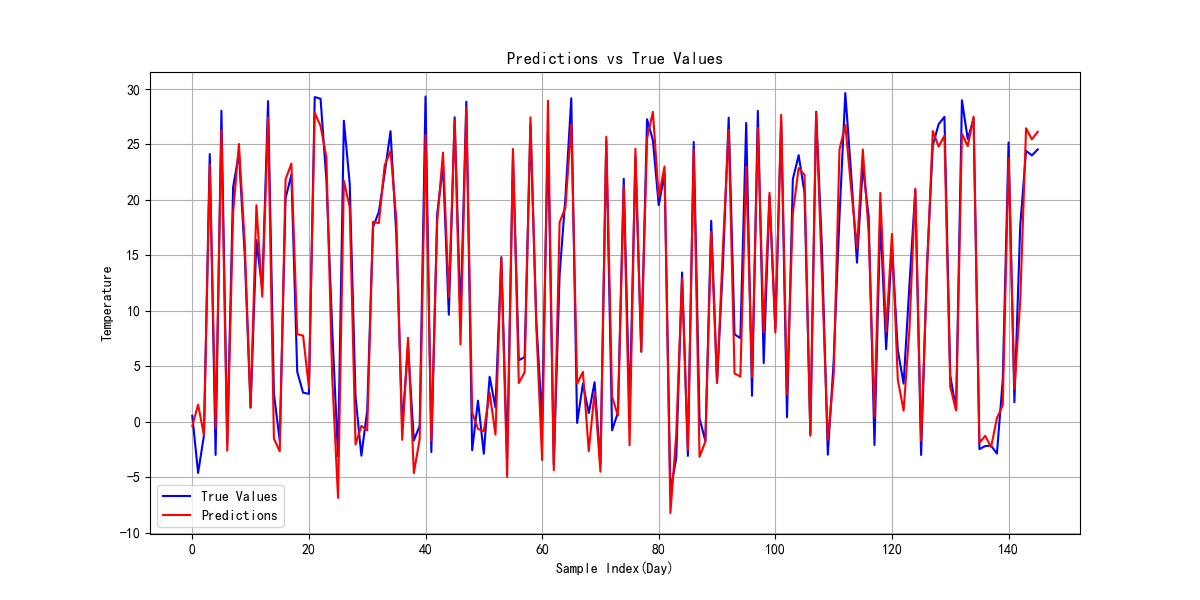 Predictions vs True Values
30
25
20
15
10
5
0
−5
−10
Temperature
True Values
Predictions
0 20 40 60 80 100 120 140
Sample Index(Day)